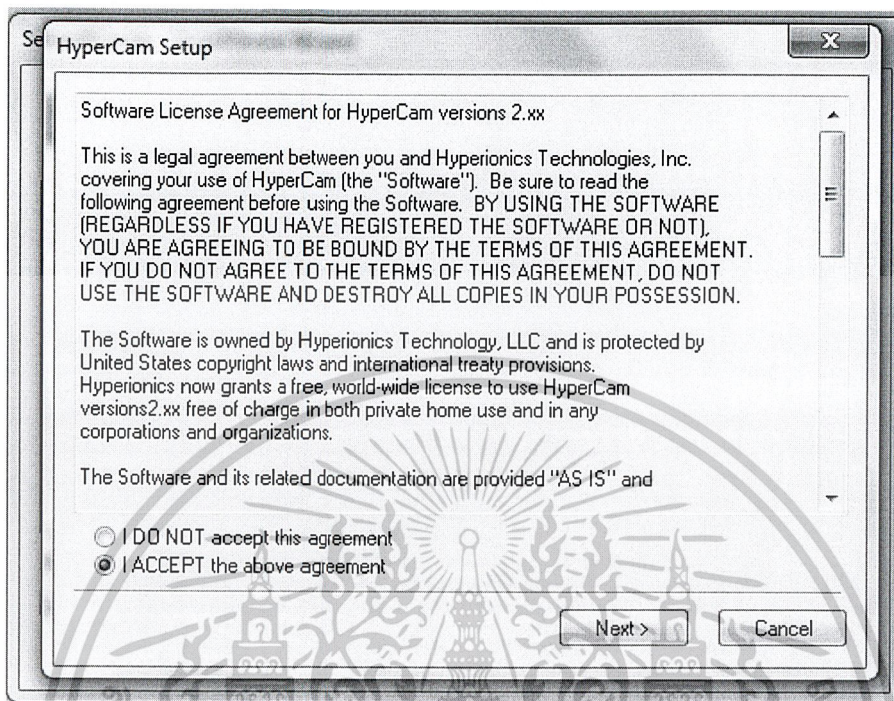 Se
HyperCam Setup
Software License Agreement for HyperCam versions 2.xx
This is a legal agreement between you and Hyperionics Technologies, Inc.
covering your use of HyperCam (the "Software"). Be sure to read the
following agreement before using the Software. BY USING THE SOFTWARE
(REGARDLESS IF YOU HAVE REGISTERED THE SOFTWARE OR NOT),
YOU ARE AGREEING TO BE BOUND BY THE TERMS OF THIS AGREEMENT.
IF YOU DO NOT AGREE TO THE TERMS OF THIS AGREEMENT, DO NOT
USE THE SOFTWARE AND DESTROY ALL COPIES IN YOUR POSSESSION.
The Software is owned by Hyperionics Technology, LLC and is protected by
United States copyright laws and international treaty provisions.
Hyperionics now grants a free, world-wide license to use HyperCam
versions2.xx free of charge in both private home use and in any
corporations and organizations.
The Software and its related documentation are provided "AS IS" and
I DO NOT accept this agreement
I ACCEPT the above agreement
Next >
Cancel